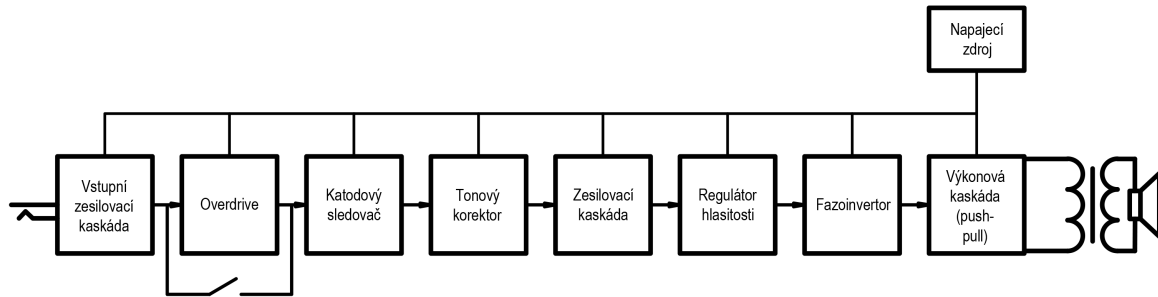 Napajecí
zdroj
Vstupní
zesilovací
kaskáda
Overdrive
Katodový
sledovač
Tonový
korektor
Zesilovací
kaskáda
Regulátor
hlasitosti
Fazoinvertor
Výkonová
kaskáda
(push-
pull)